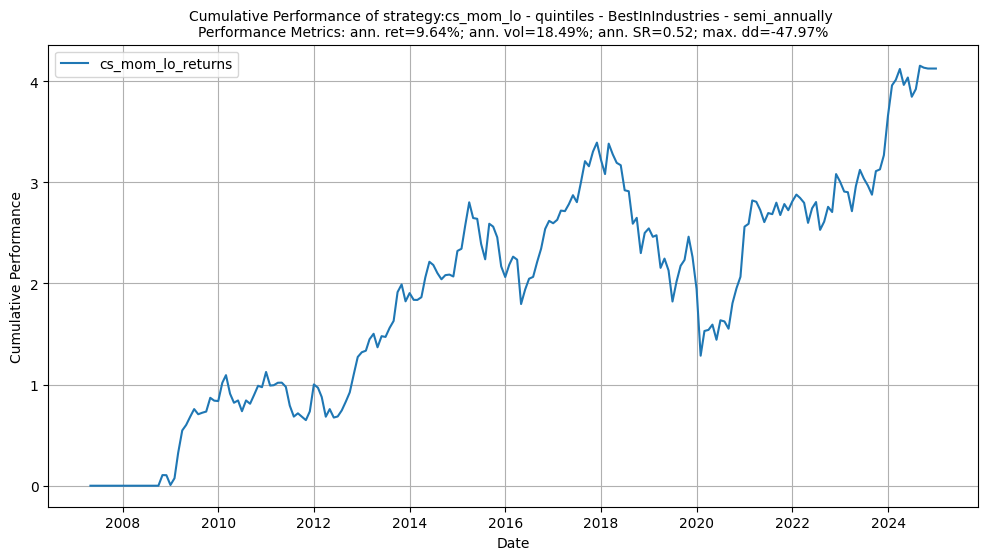 Cumulative Performance of strategy:cs_mom_lo - quintiles - BestInIndustries - semi_annually
Performance Metrics: ann. ret=9.64%; ann. vol=18.49%; ann. SR=0.52; max. dd=-47.97%
cs_mom_lo_returns
Cumulative Performance
4
3
2
1
0
2008 2010 2012 2014 2016 2018 2020 2022 2024
Date